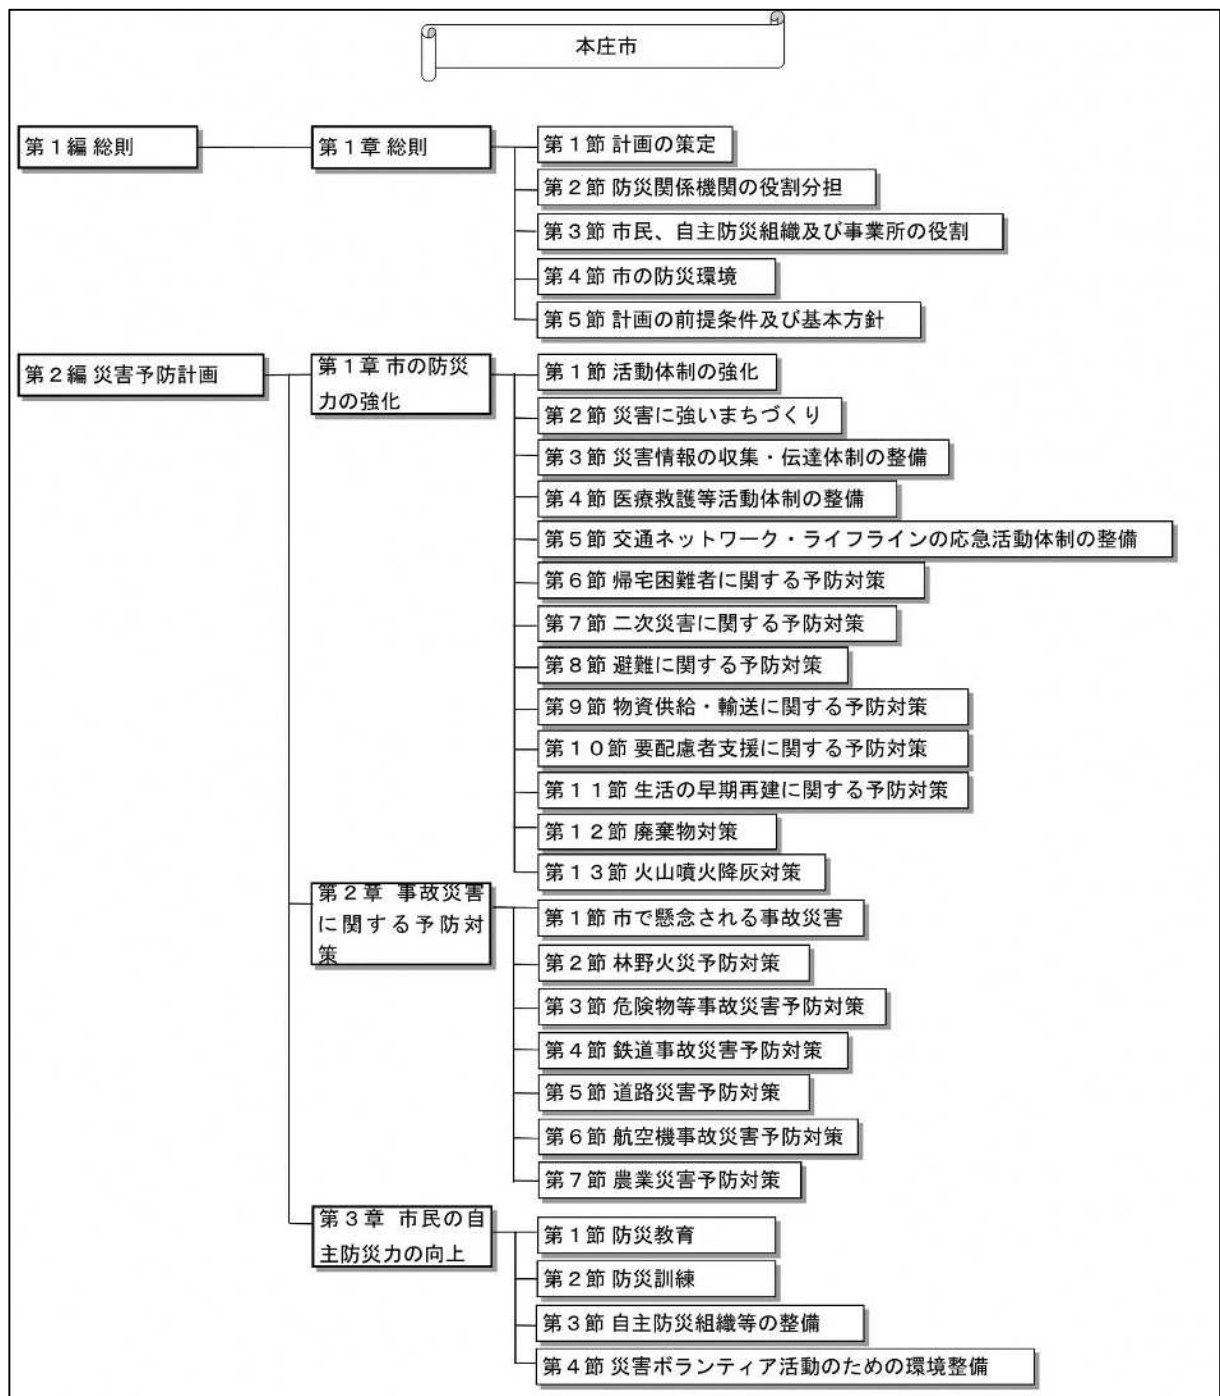 本庄市
第1編 総則
第1章 総則
第1節 計画の策定
第2節 防災関係機関の役割分担
第3節 市民、自主防災組織及び事業所の役割
第4節 市の防災環境
第5節 計画の前提条件及び基本方針
第2編 災害予防計画
第1章 市の防災
力の強化
第1節 活動体制の強化
第2節 災害に強いまちづくり
第3節 災害情報の収集・伝達体制の整備
第4節 医療救護等活動体制の整備
第5節 交通ネットワーク・ライフラインの応急活動体制の整備
第6節 帰宅困難者に関する予防対策
第7節 二次災害に関する予防対策
第8節 避難に関する予防対策
第9節 物資供給・輸送に関する予防対策
第10節 要配慮者支援に関する予防対策
第11節 生活の早期再建に関する予防対策
第12節 廃棄物対策
第13節 火山噴火降灰対策
第2章 事故災害
に関する予防対
策
第1節 市で懸念される事故災害
第2節 林野火災予防対策
第3節 危険物等事故災害予防対策
第4節 鉄道事故災害予防対策
第5節 道路災害予防対策
第6節 航空機事故災害予防対策
第7節 農業災害予防対策
第3章 市民の自
主防災力の向上
第1節 防災教育
第2節 防災訓練
第3節 自主防災組織等の整備
第4節 災害ボランティア活動のための環境整備